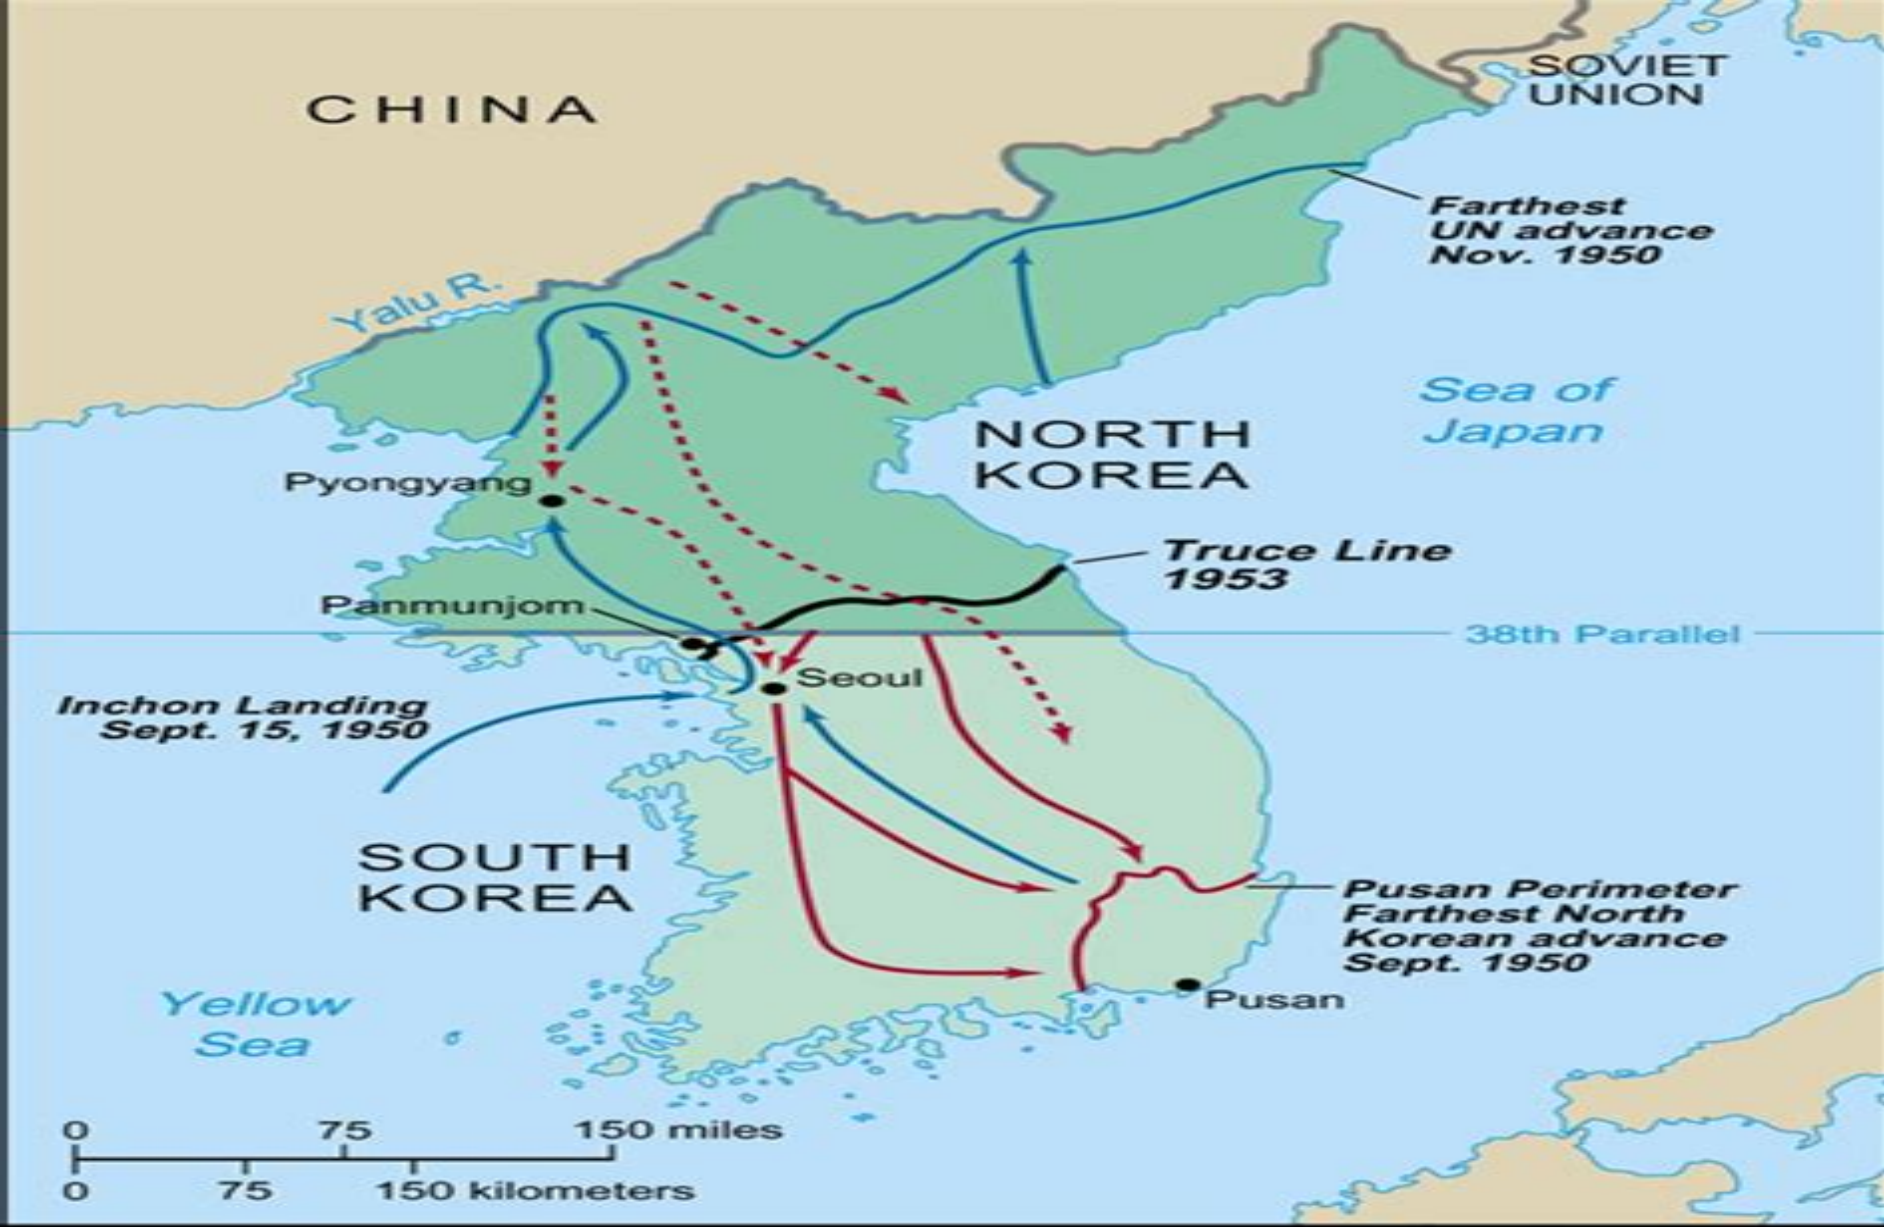 CHINA
SOVIET
UNION
Farthest
UN advance
Nov. 1950
Yalu R.
Sea of
Japan
NORTH
KOREA
Pyongyang
Truce Line
1953
Panmunjom
38th Parallel
Seoul
Inchon Landing
Sept. 15, 1950
SOUTH
KOREA
Pusan Perimeter
Farthest North
Korean advance
Sept. 1950
Pusan
Yellow
Sea
0 75 150 miles
0 75 150 kilometers